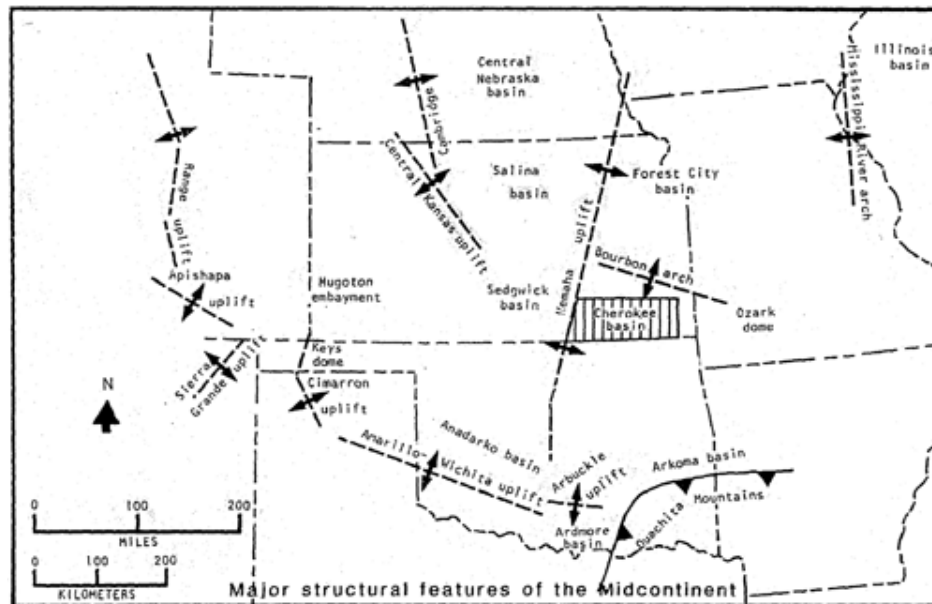 Illinois
basin
Mississippi River arch
Central
Nebraska
basin
Cambridge
Range uplift
Central Kansas uplift
Salina
basin
Forest City
basin
Nemaha uplift
Bourbon arch
Apishapa
uplift
Hugoton
embayment
Sedgwick
basin
Cherokee
basin
Ozark
dome
Sierra
Grande uplift
Keys
dome
Cimarron
uplift
N
Anadarko basin
Amarillo-Wichita uplift
Arbuckle
uplift
Arkoma basin
Ouachita Mountains
Ardmore
basin
0 100 200
MILES
0 100 200
KILOMETERS
Major structural features of the Midcontinent